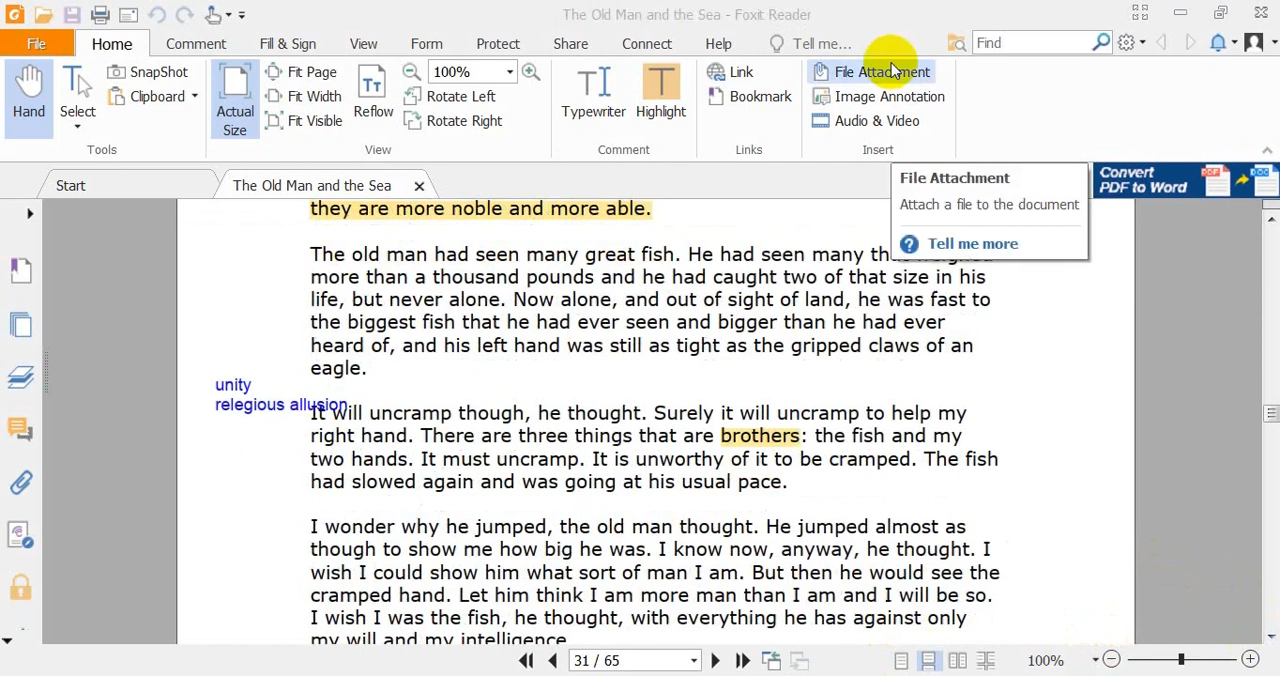 The Old Man and the Sea - Foxit Reader
File
Home
Comment
Fill & Sign
View
Form
Protect
Share
Connect
Help
Tell me...
Find
Hand
Select
SnapShot
Clipboard
Tools
Actual
Size
Fit Page
Fit Width
Fit Visible
Reflow
100%
Rotate Left
Rotate Right
View
Typewriter
Highlight
Comment
Link
Bookmark
Links
File Attachment
Image Annotation
Audio & Video
Insert
Start
The Old Man and the Sea
File Attachment
Attach a file to the document
Tell me more
Convert
PDF to Word
PDF
DOC
they are more noble and more able.
The old man had seen many great fish. He had seen many that weighed
more than a thousand pounds and he had caught two of that size in his
life, but never alone. Now alone, and out of sight of land, he was fast to
the biggest fish that he had ever seen and bigger than he had ever
heard of, and his left hand was still as tight as the gripped claws of an
eagle.
unity
relegious allusion
It will uncramp though, he thought. Surely it will uncramp to help my
right hand. There are three things that are brothers: the fish and my
two hands. It must uncramp. It is unworthy of it to be cramped. The fish
had slowed again and was going at his usual pace.
I wonder why he jumped, the old man thought. He jumped almost as
though to show me how big he was. I know now, anyway, he thought. I
wish I could show him what sort of man I am. But then he would see the
cramped hand. Let him think I am more man than I am and I will be so.
I wish I was the fish, he thought, with everything he has against only
my will and my intelligence.
31 / 65
100%